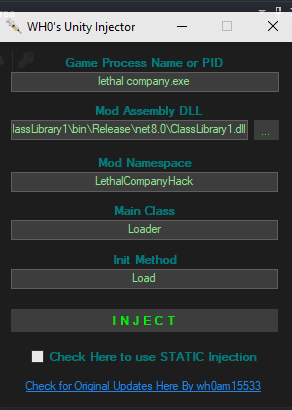 WH0's Unity Injector
Game Process Name or PID
lethal company.exe
Mod Assembly DLL
lassLibrary1\bin\Release\net8.0\ClassLibrary1.dll
...
Mod Namespace
LethalCompanyHack
Main Class
Loader
Init Method
Load
INJECT
Check Here to use STATIC Injection
Check for Original Updates Here By wh0am15533